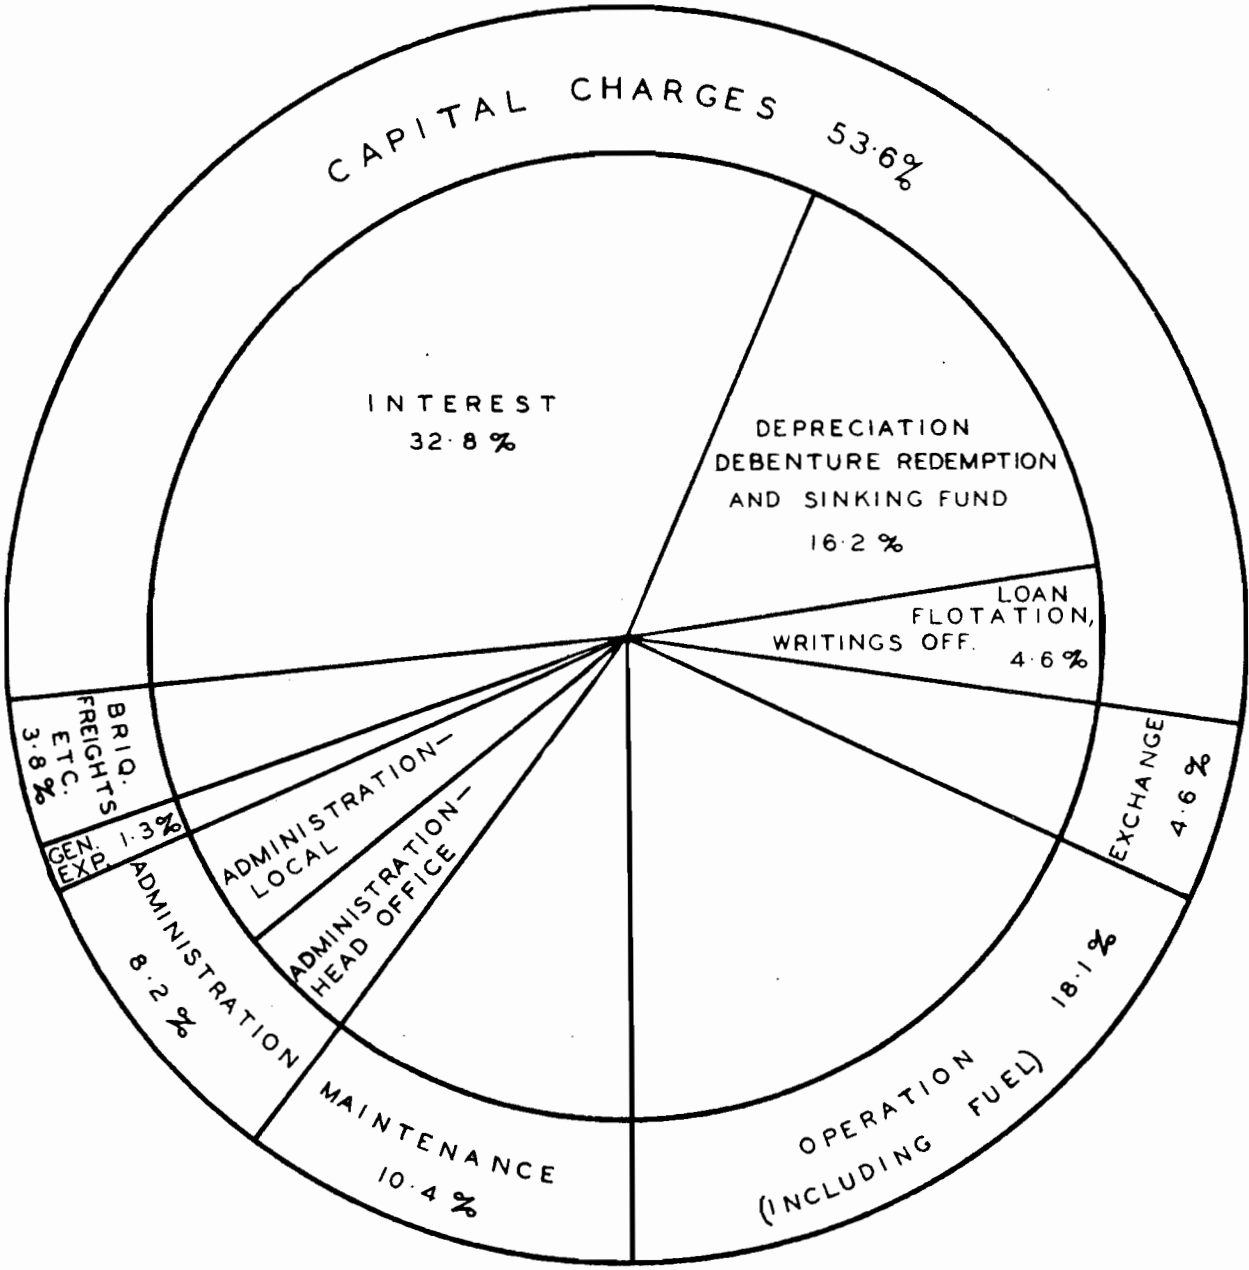 CAPITAL CHARGES 53·6%
INTEREST
32·8 %
DEPRECIATION
DEBENTURE REDEMPTION
AND SINKING FUND
16·2 %
LOAN
FLOTATION,
WRITINGS OFF.
4·6 %
EXCHANGE
4·6 %
OPERATION
(INCLUDING FUEL)
18·1 %
MAINTENANCE
10·4 %
ADMINISTRATION
8·2 %
ADMINISTRATION—
HEAD OFFICE
ADMINISTRATION—
LOCAL
GEN.
EXP. 1·3%
BRIQ.
FREIGHTS
ETC.
3·8 %